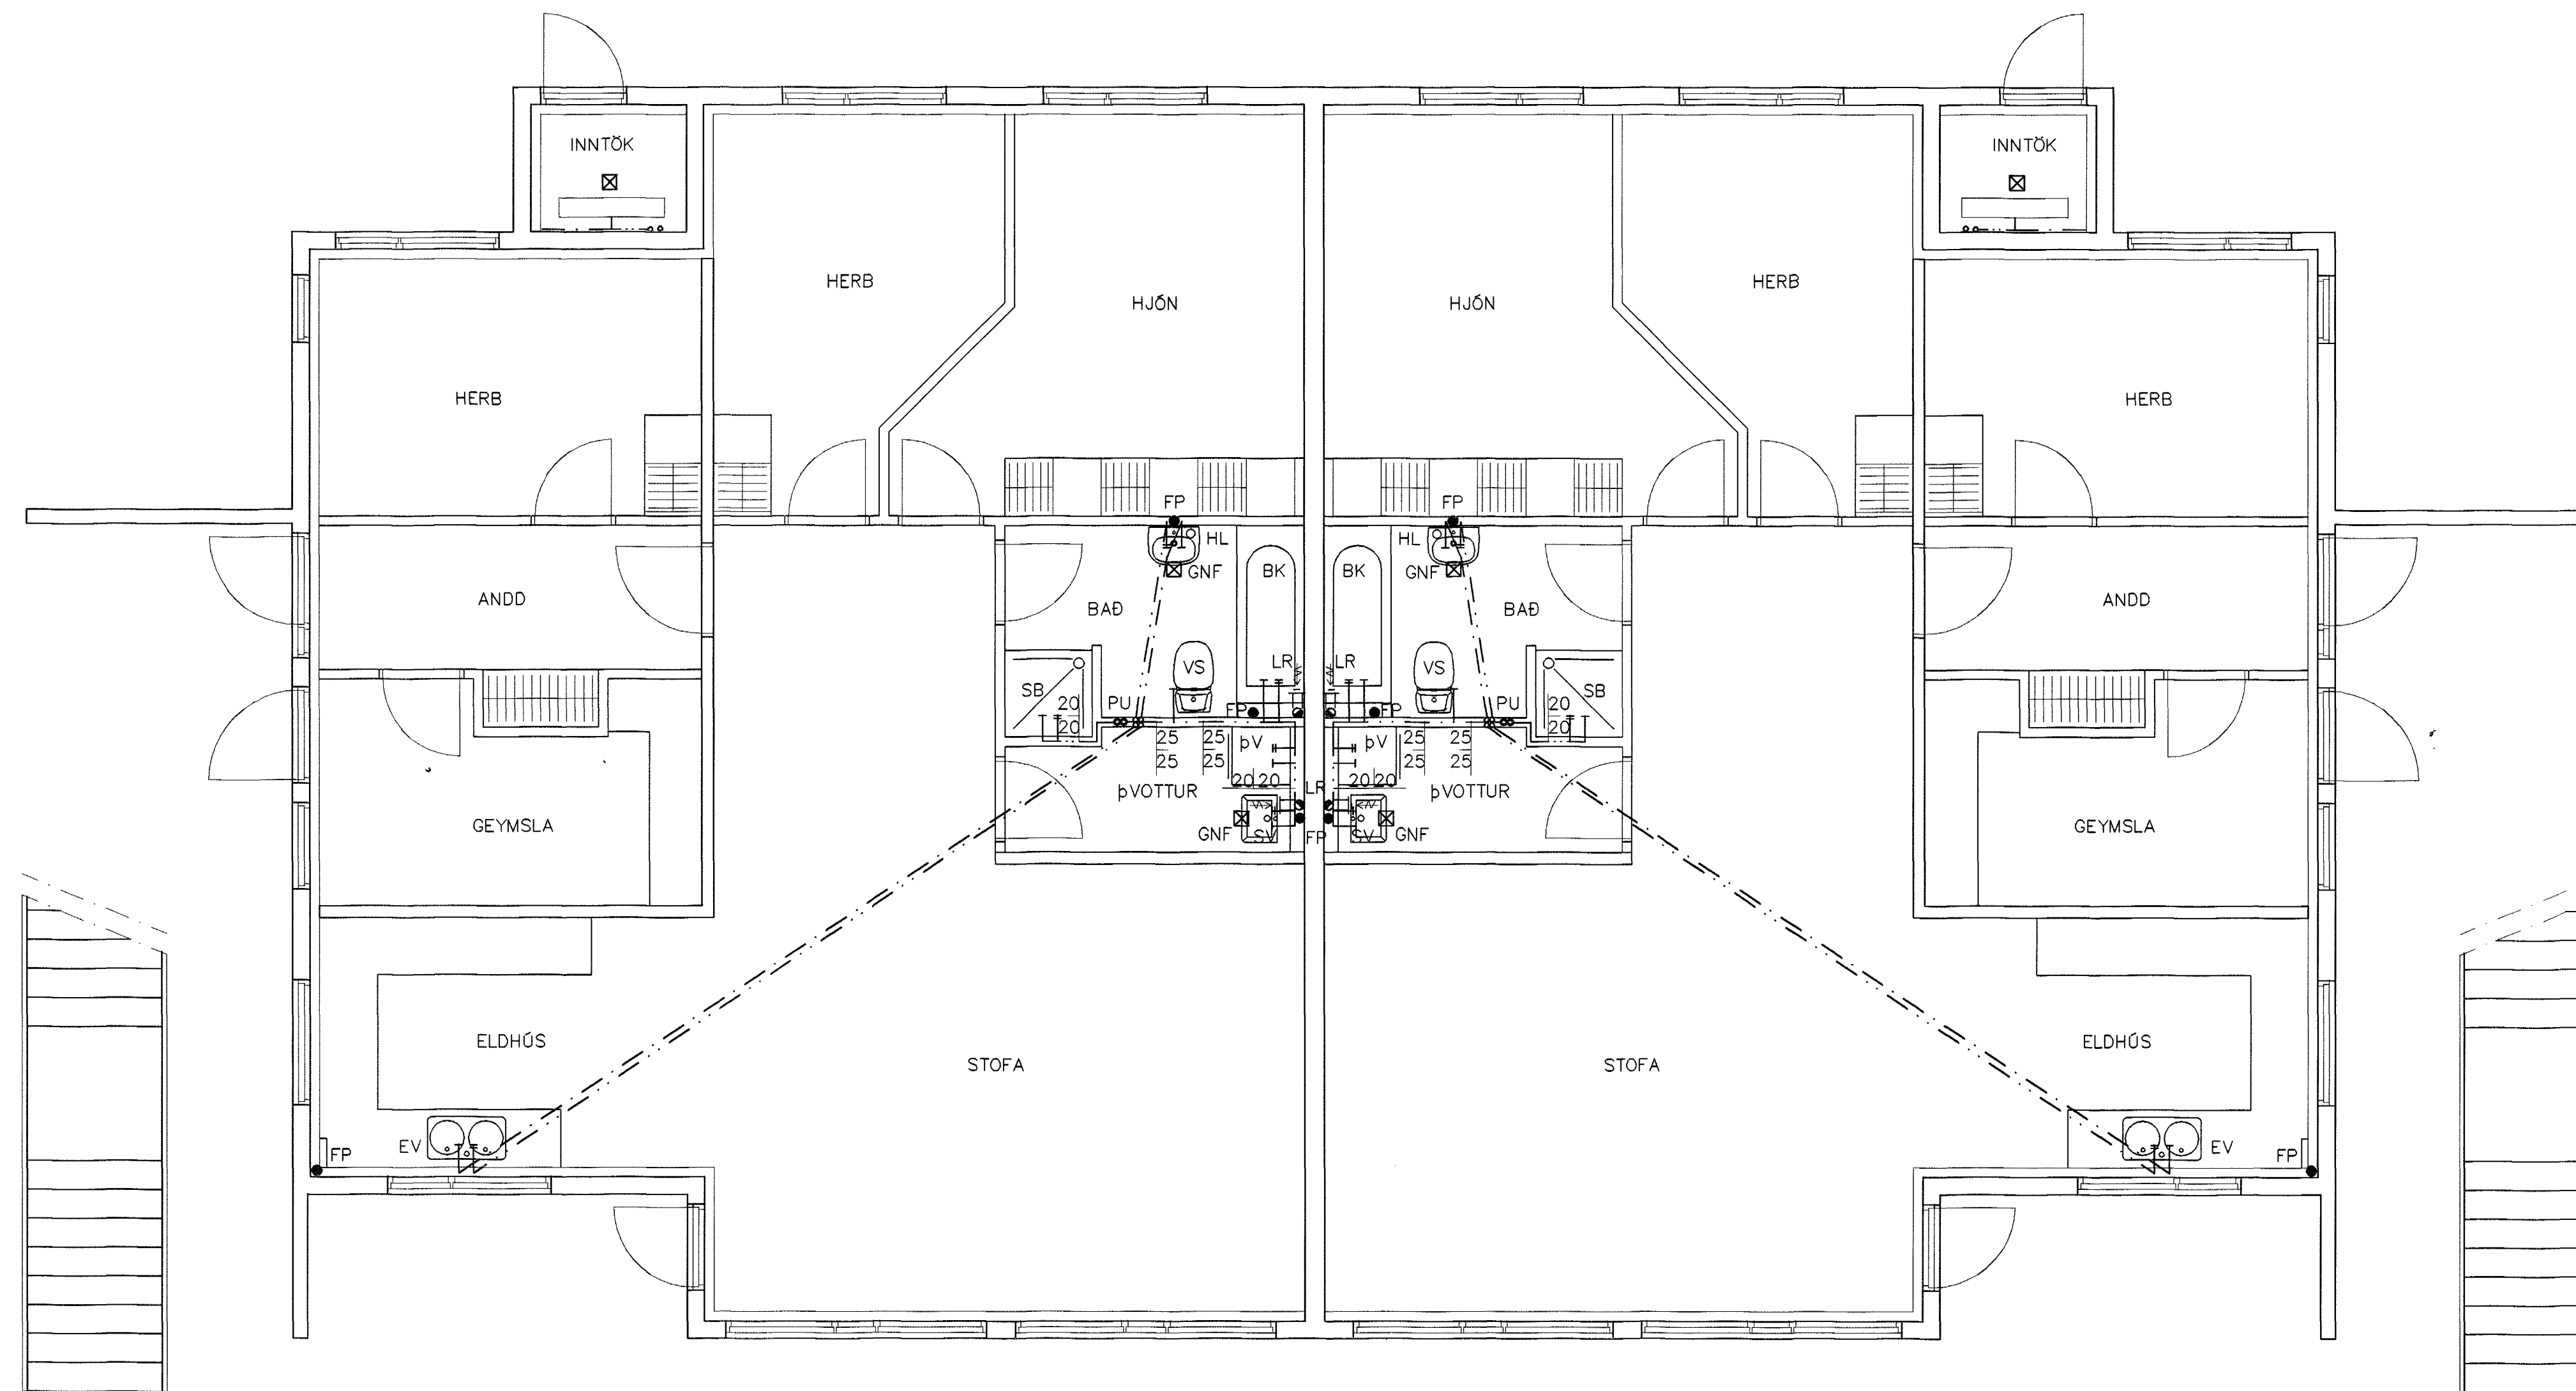 INNTÖK INNTÖK
HERB HERB
HJÓN HJÓN
HERB HERB
FP FP
HL HL
GNF BK BK GNF
ANDD BAÐ BAÐ ANDD
VS LR LR VS
SB SB
20 PU FP FP PU 20
20 20
25 25 ÞV ÞV 25 25
25 25 25 25
20 20 20 20
ÞVOTTUR LR ÞVOTTUR
GEYMSLA GEYMSLA
GNF SV FP SV GNF
ELDHÚS ELDHÚS
STOFA STOFA
EV EV
FP FP